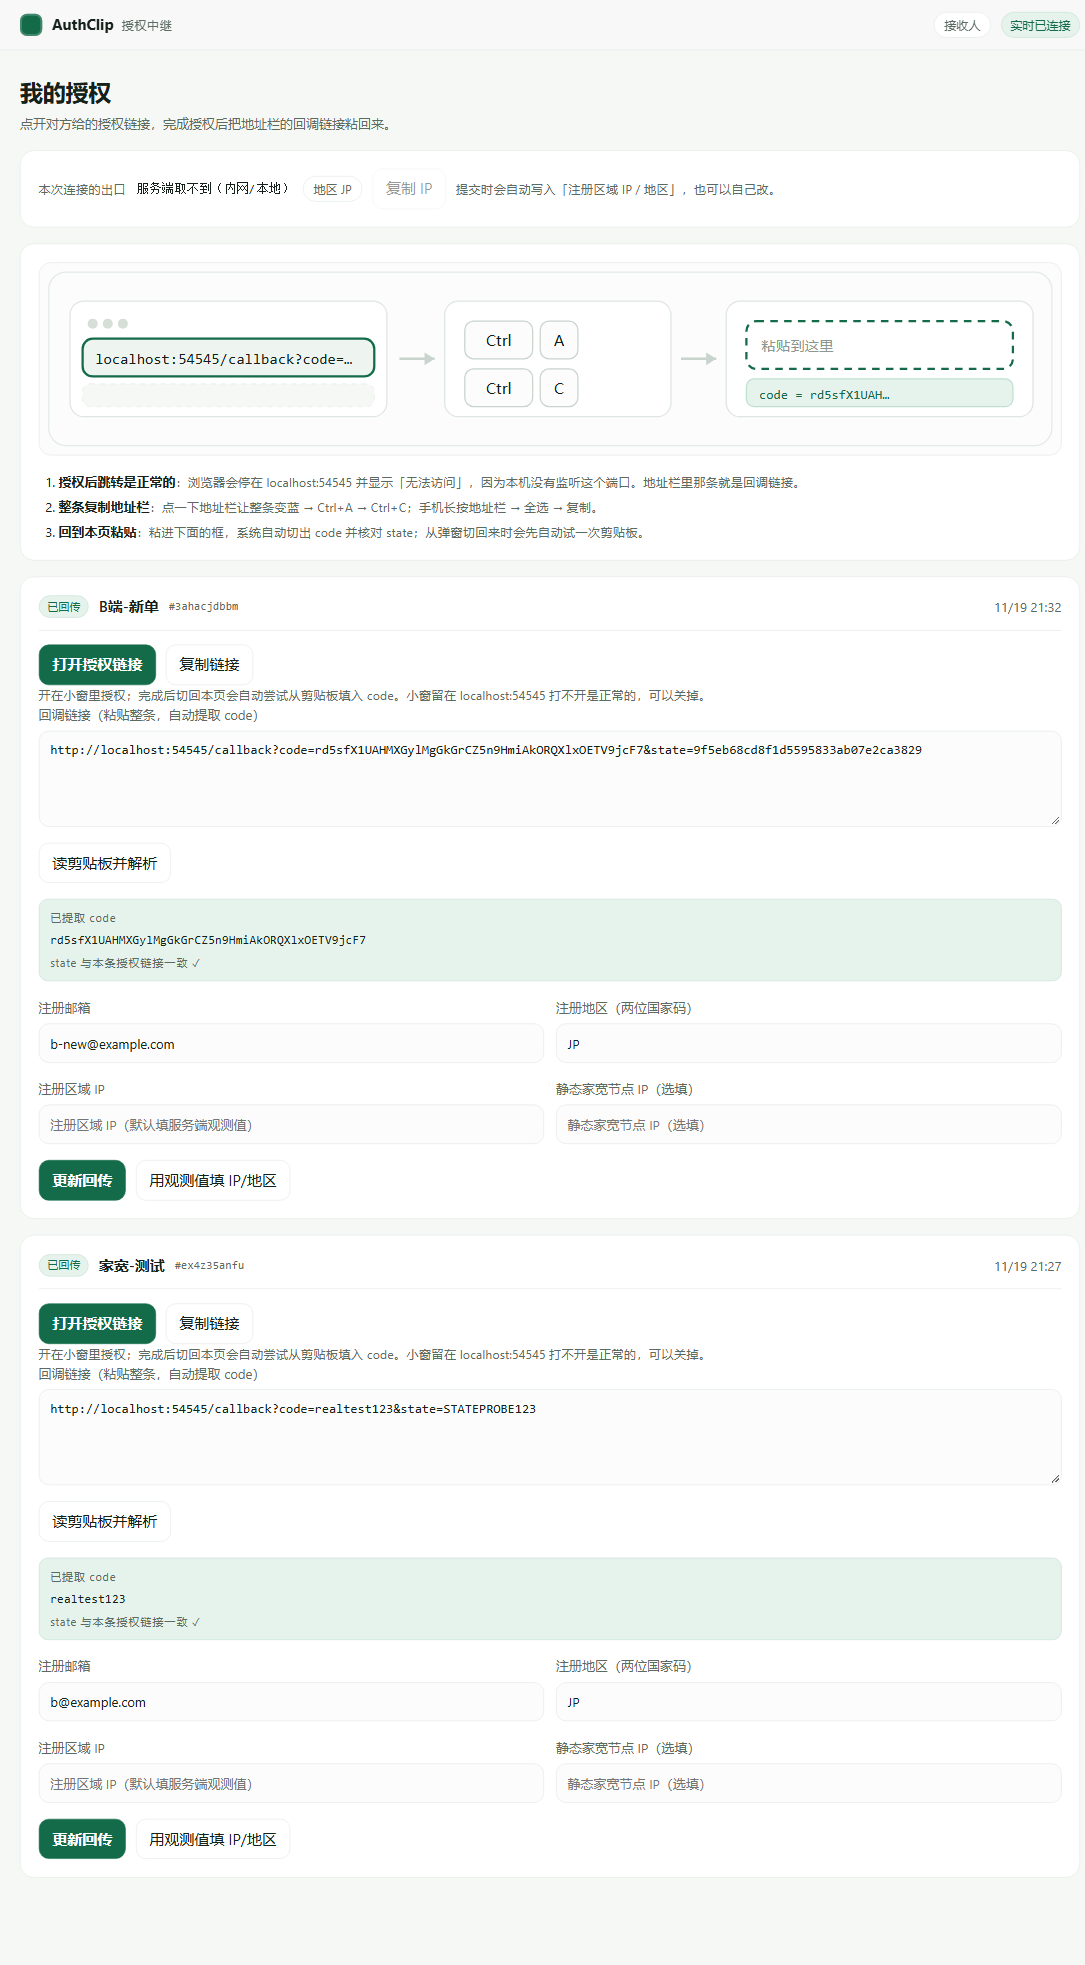 AuthClip 授权中继
接收人
实时已连接
我的授权
点开对方给的授权链接，完成授权后把地址栏的回调链接粘回来。
本次连接的出口 服务端取不到（内网/本地） 地区 JP 复制 IP 提交时会自动写入「注册区域 IP / 地区」，也可以自己改。
localhost:54545/callback?code=…
Ctrl A
Ctrl C
粘贴到这里
code = rd5sfX1UAH…
1. 授权后跳转是正常的：浏览器会停在 localhost:54545 并显示「无法访问」，因为本机没有监听这个端口。地址栏里那条就是回调链接。
2. 整条复制地址栏：点一下地址栏让整条变蓝 → Ctrl+A → Ctrl+C；手机长按地址栏 → 全选 → 复制。
3. 回到本页粘贴：粘进下面的框，系统自动切出 code 并核对 state；从弹窗切回来时会先自动试一次剪贴板。
已回传 B端-新单 #3ahacjdbbm 11/19 21:32
打开授权链接 复制链接
开在小窗里授权；完成后切回本页会自动尝试从剪贴板填入 code。小窗留在 localhost:54545 打不开是正常的，可以关掉。
回调链接（粘贴整条，自动提取 code）
http://localhost:54545/callback?code=rd5sfX1UAHMXGylMgGkGrCZ5n9HmiAkORQXlxOETV9jcF7&state=9f5eb68cd8f1d5595833ab07e2ca3829
读剪贴板并解析
已提取 code
rd5sfX1UAHMXGylMgGkGrCZ5n9HmiAkORQXlxOETV9jcF7
state 与本条授权链接一致 ✓
注册邮箱 注册地区（两位国家码）
b-new@example.com JP
注册区域 IP 静态家宽节点 IP（选填）
注册区域 IP（默认填服务端观测值） 静态家宽节点 IP（选填）
更新回传 用观测值填 IP/地区
已回传 家宽-测试 #ex4z35anfu 11/19 21:27
打开授权链接 复制链接
开在小窗里授权；完成后切回本页会自动尝试从剪贴板填入 code。小窗留在 localhost:54545 打不开是正常的，可以关掉。
回调链接（粘贴整条，自动提取 code）
http://localhost:54545/callback?code=realtest123&state=STATEPROBE123
读剪贴板并解析
已提取 code
realtest123
state 与本条授权链接一致 ✓
注册邮箱 注册地区（两位国家码）
b@example.com JP
注册区域 IP 静态家宽节点 IP（选填）
注册区域 IP（默认填服务端观测值） 静态家宽节点 IP（选填）
更新回传 用观测值填 IP/地区